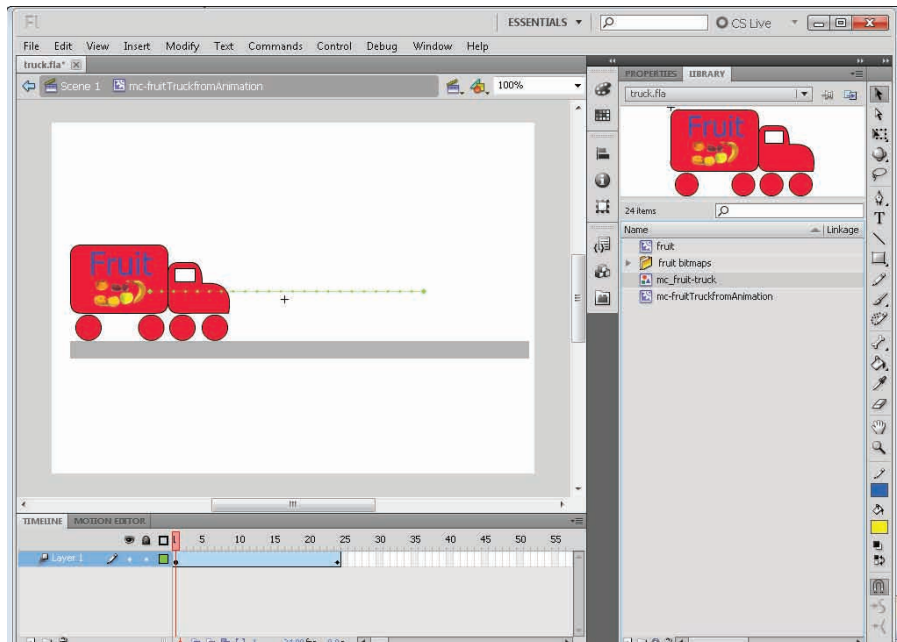 Fl ESSENTIALS CS Live
File Edit View Insert Modify Text Commands Control Debug Window Help
truck.fla*
Scene 1 mc-fruitTruckfromAnimation 100%
Fruit
PROPERTIES LIBRARY
truck.fla
Fruit
24 items
Name Linkage
fruit
fruit bitmaps
mc_fruit-truck
mc-fruitTruckfromAnimation
T
TIMELINE MOTION EDITOR
1 5 10 15 20 25 30 35 40 45 50 55
Layer 1